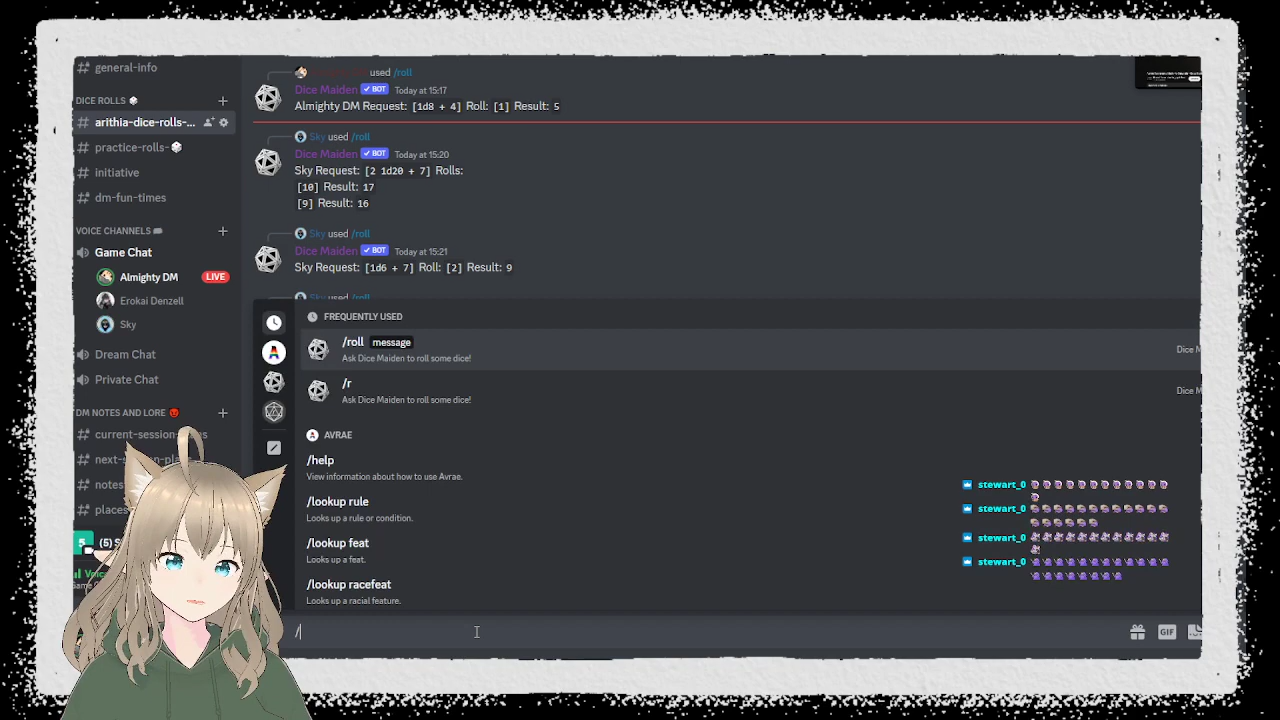 general-info
DICE ROLLS
arithia-dice-rolls-...
practice-rolls-
initiative
dm-fun-times
VOICE CHANNELS
Game Chat
Almighty DM LIVE
Erokai Denzell
Sky
Dream Chat
Private Chat
DM NOTES AND LORE
current-session
notes
places
used /roll
Dice Maiden ✓ BOT Today at 15:17
Almighty DM Request: [1d8 + 4] Roll: [1] Result: 5
Sky used /roll
Dice Maiden ✓ BOT Today at 15:20
Sky Request: [2 1d20 + 7] Rolls:
[10] Result: 17
[9] Result: 16
Sky used /roll
Dice Maiden ✓ BOT Today at 15:21
Sky Request: [1d6 + 7] Roll: [2] Result: 9
Sky used /roll
FREQUENTLY USED
/roll message
Ask Dice Maiden to roll some dice!
Dice M
/r
Ask Dice Maiden to roll some dice!
Dice M
AVRAE
/help
View information about how to use Avrae.
/lookup rule
Looks up a rule or condition.
/lookup feat
Looks up a feat.
/lookup racefeat
Looks up a racial feature.
/
GIF
stewart_0
stewart_0
stewart_0
stewart_0